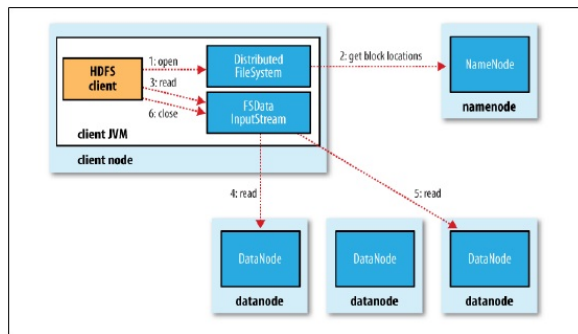 1: open
HDFS
client
3: read
6: close
Distributed
FileSystem
FSData
InputStream
client JVM
client node
2: get block locations
NameNode
namenode
4: read
5: read
DataNode
datanode
DataNode
datanode
DataNode
datanode